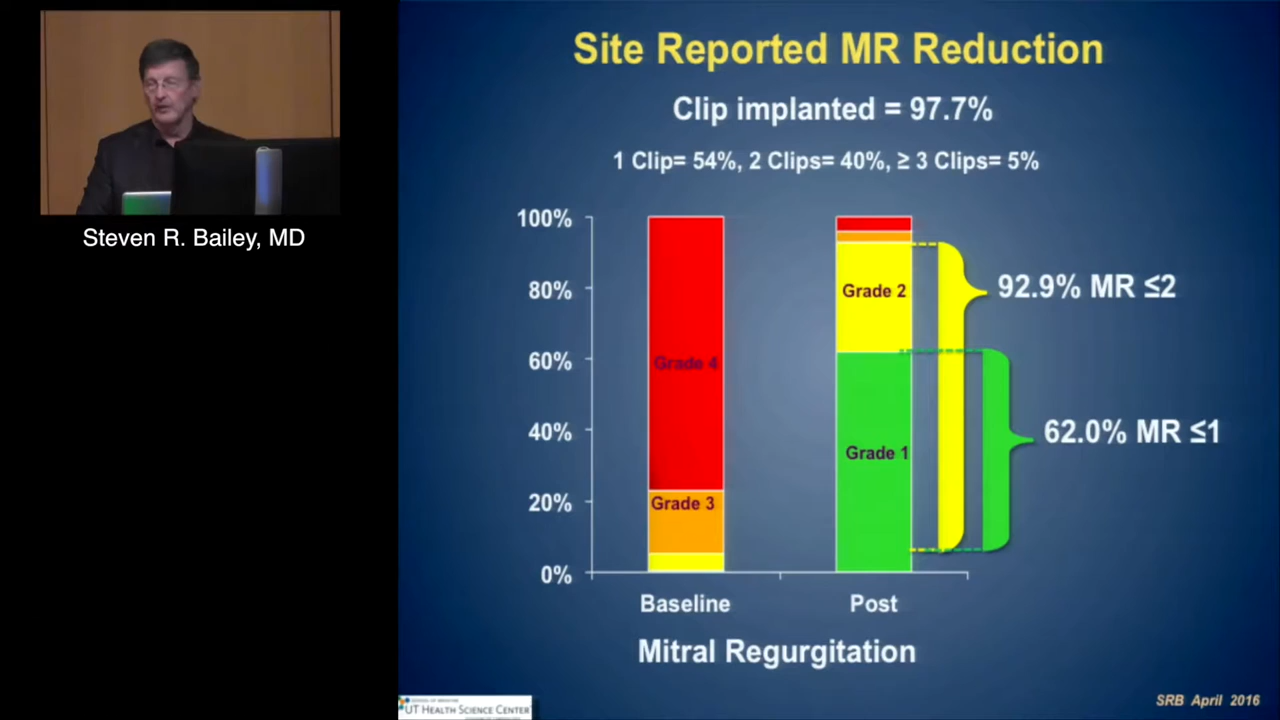 Site Reported MR Reduction
Clip implanted = 97.7%
1 Clip= 54%, 2 Clips= 40%, ≥ 3 Clips= 5%
Steven R. Bailey, MD
100%
80%
60%
40%
20%
0%
Grade 4
Grade 3
Grade 2
Grade 1
92.9% MR ≤2
62.0% MR ≤1
Baseline
Post
Mitral Regurgitation
UT HEALTH SCIENCE CENTER
SRB April 2016